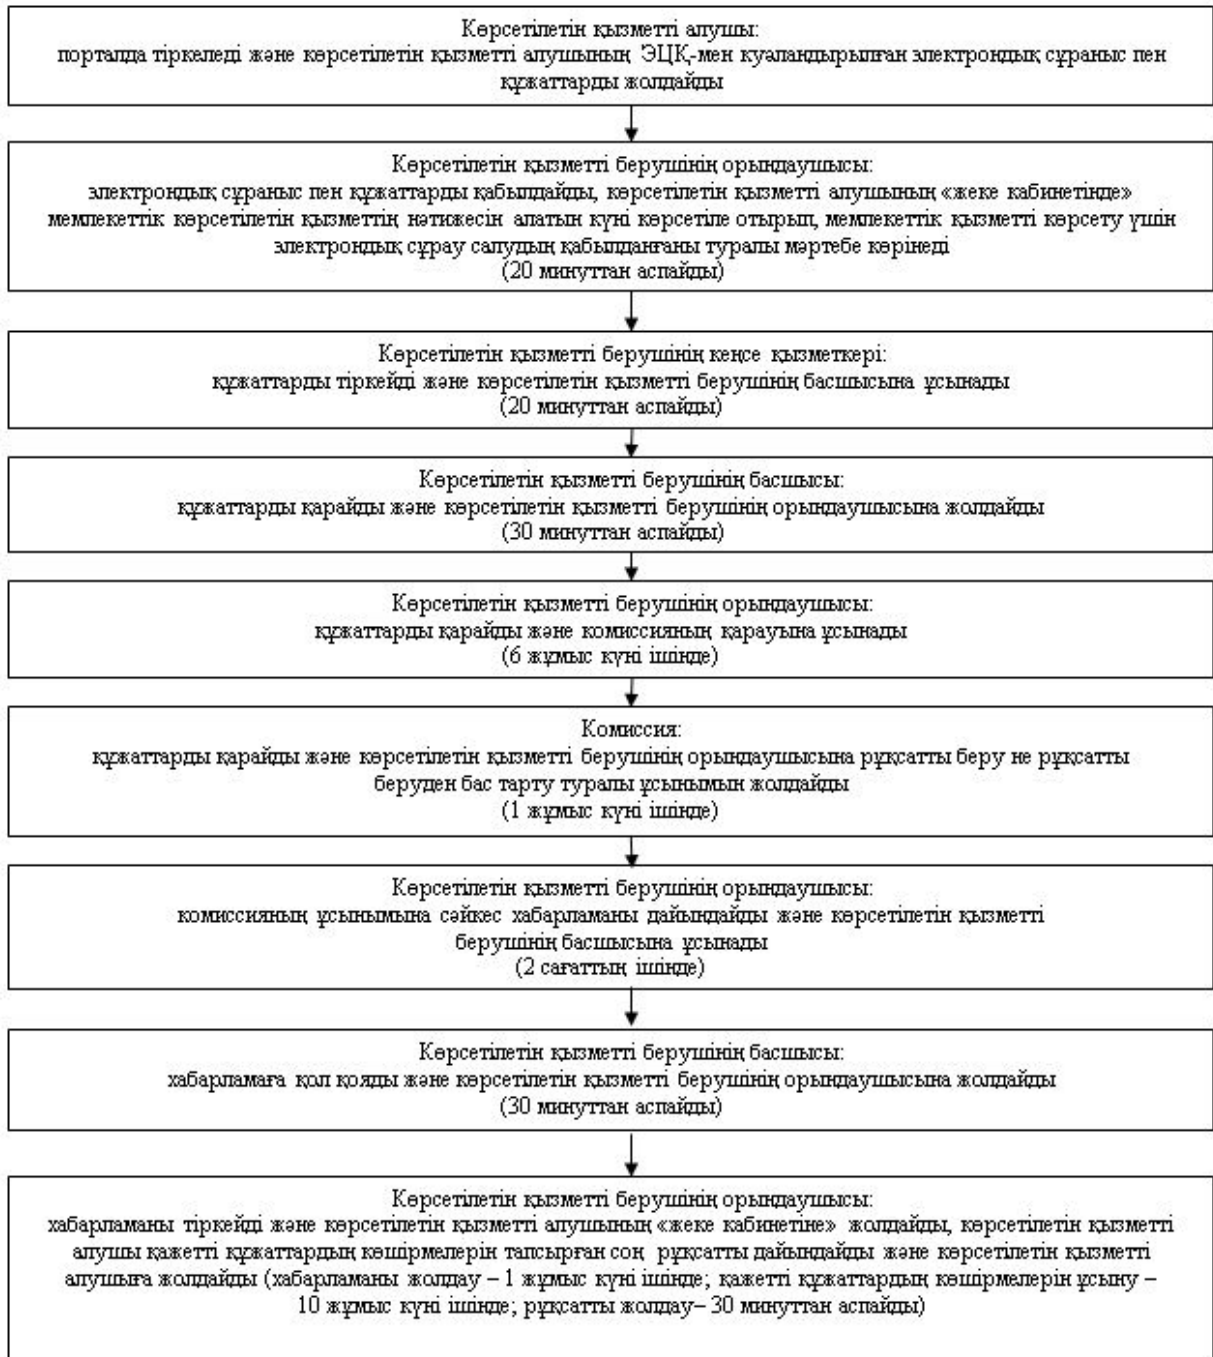 Көрсетілетін қызметті алушы:
порталда тіркеледі және көрсетілетін қызметті алушының ЭЦҚ-мен куәландырылған электрондық сұраныс пен
құжаттарды жолдайды
Көрсетілетін қызметті берушінің орындаушысы:
электрондық сұраныс пен құжаттарды қабылдайды, көрсетілетін қызметті алушының «жеке кабинетінде»
мемлекеттік көрсетілетін қызметтің нәтижесін алатын күні көрсетіле отырып, мемлекеттік қызметті көрсету үшін
электрондық сұрау салудың қабылданғаны туралы мәртебе көрінеді
(20 минуттан аспайды)
Көрсетілетін қызметті берушінің кеңсе қызметкері:
құжаттарды тіркейді және көрсетілетін қызметті берушінің басшысына ұсынады
(20 минуттан аспайды)
Көрсетілетін қызметті берушінің басшысы:
құжаттарды қарайды және көрсетілетін қызметті берушінің орындаушысына жолдайды
(30 минуттан аспайды)
Көрсетілетін қызметті берушінің орындаушысы:
құжаттарды қарайды және комиссияның қарауына ұсынады
(6 жұмыс күні ішінде)
Комиссия:
құжаттарды қарайды және көрсетілетін қызметті берушінің орындаушысына рұқсатты беру не рұқсатты
беруден бас тарту туралы ұсынымын жолдайды
(1 жұмыс күні ішінде)
Көрсетілетін қызметті берушінің орындаушысы:
комиссияның ұсынымына сәйкес хабарламаны дайындайды және көрсетілетін қызметті
берушінің басшысына ұсынады
(2 сағаттың ішінде)
Көрсетілетін қызметті берушінің басшысы:
хабарламаға қол қояды және көрсетілетін қызметті берушінің орындаушысына жолдайды
(30 минуттан аспайды)
Көрсетілетін қызметті берушінің орындаушысы:
хабарламаны тіркейді және көрсетілетін қызметті алушының «жеке кабинетіне» жолдайды, көрсетілетін қызметті
алушы қажетті құжаттардың көшірмелерін тапсырған соң рұқсатты дайындайды және көрсетілетін қызметті
алушыға жолдайды (хабарламаны жолдау – 1 жұмыс күні ішінде; қажетті құжаттардың көшірмелерін ұсыну –
10 жұмыс күні ішінде; рұқсатты жолдау– 30 минуттан аспайды)